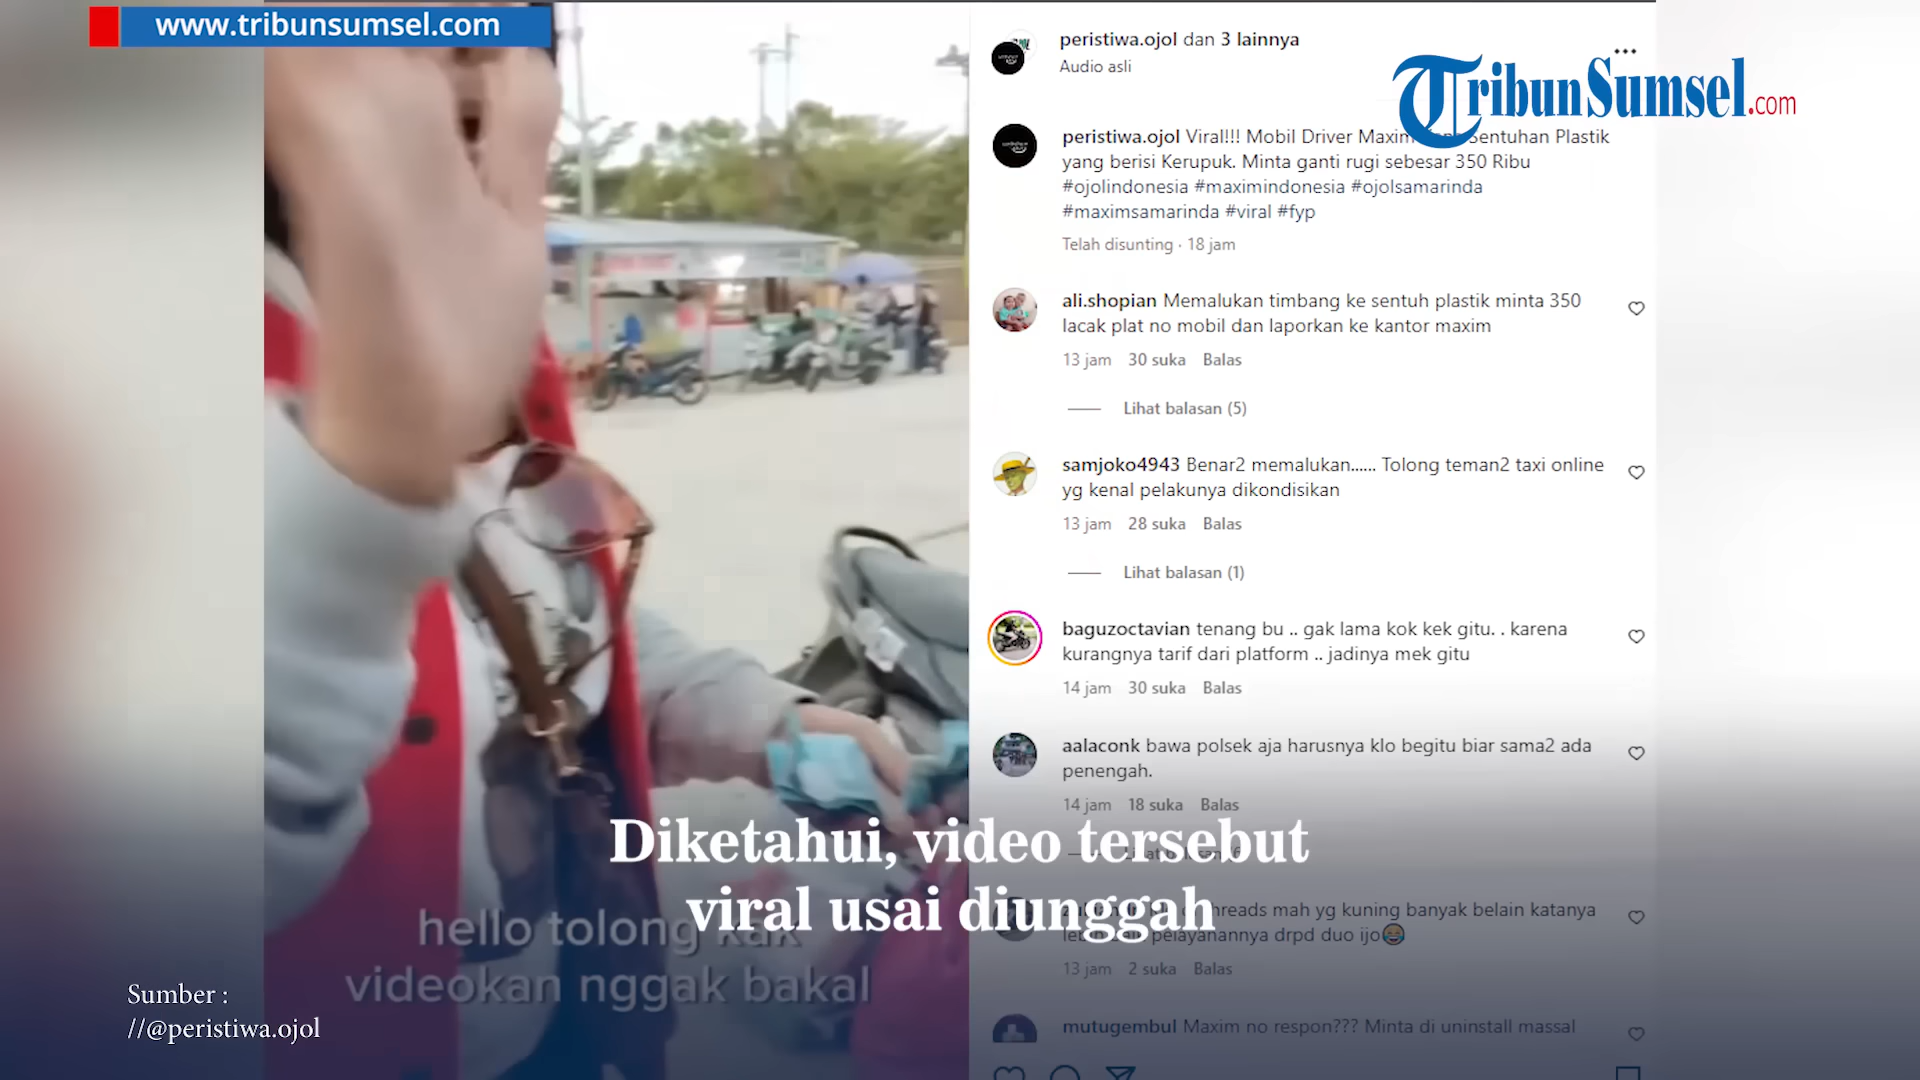 www.tribunsumsel.com
TribunSumsel.com
peristiwa.ojol dan 3 lainnya
Audio asli
peristiwa.ojol Viral!!! Mobil Driver Maxim Sentuhan Plastik
yang berisi Kerupuk. Minta ganti rugi sebesar 350 Ribu
#ojolindonesia #maximindonesia #ojolsamarinda
#maximsamarinda #viral #fyp
Telah disunting · 18 jam
ali.shopian Memalukan timbang ke sentuh plastik minta 350
lacak plat no mobil dan laporkan ke kantor maxim
13 jam 30 suka Balas
Lihat balasan (5)
samjoko4943 Benar2 memalukan...... Tolong teman2 taxi online
yg kenal pelakunya dikondisikan
13 jam 28 suka Balas
Lihat balasan (1)
baguzoctavian tenang bu .. gak lama kok kek gitu. . karena
kurangnya tarif dari platform .. jadinya mek gitu
14 jam 30 suka Balas
aalaconk bawa polsek aja harusnya klo begitu biar sama2 ada
penengah.
14 jam 18 suka Balas
Lihat balasan
threads mah yg kuning banyak belain katanya
pelayanannya drpd duo ijo😂
13 jam 2 suka Balas
mutugembul Maxim no respon??? Minta di uninstall massal
hello tolong kak
videokan nggak bakal
Diketahui, video tersebut
viral usai diunggah
Sumber :
//@peristiwa.ojol